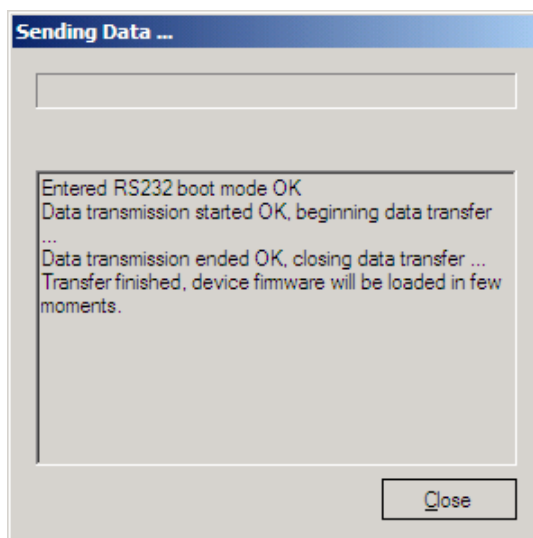 Sending Data ...
Entered RS232 boot mode OK
Data transmission started OK, beginning data transfer
...
Data transmission ended OK, closing data transfer ...
Transfer finished, device firmware will be loaded in few
moments.
Close